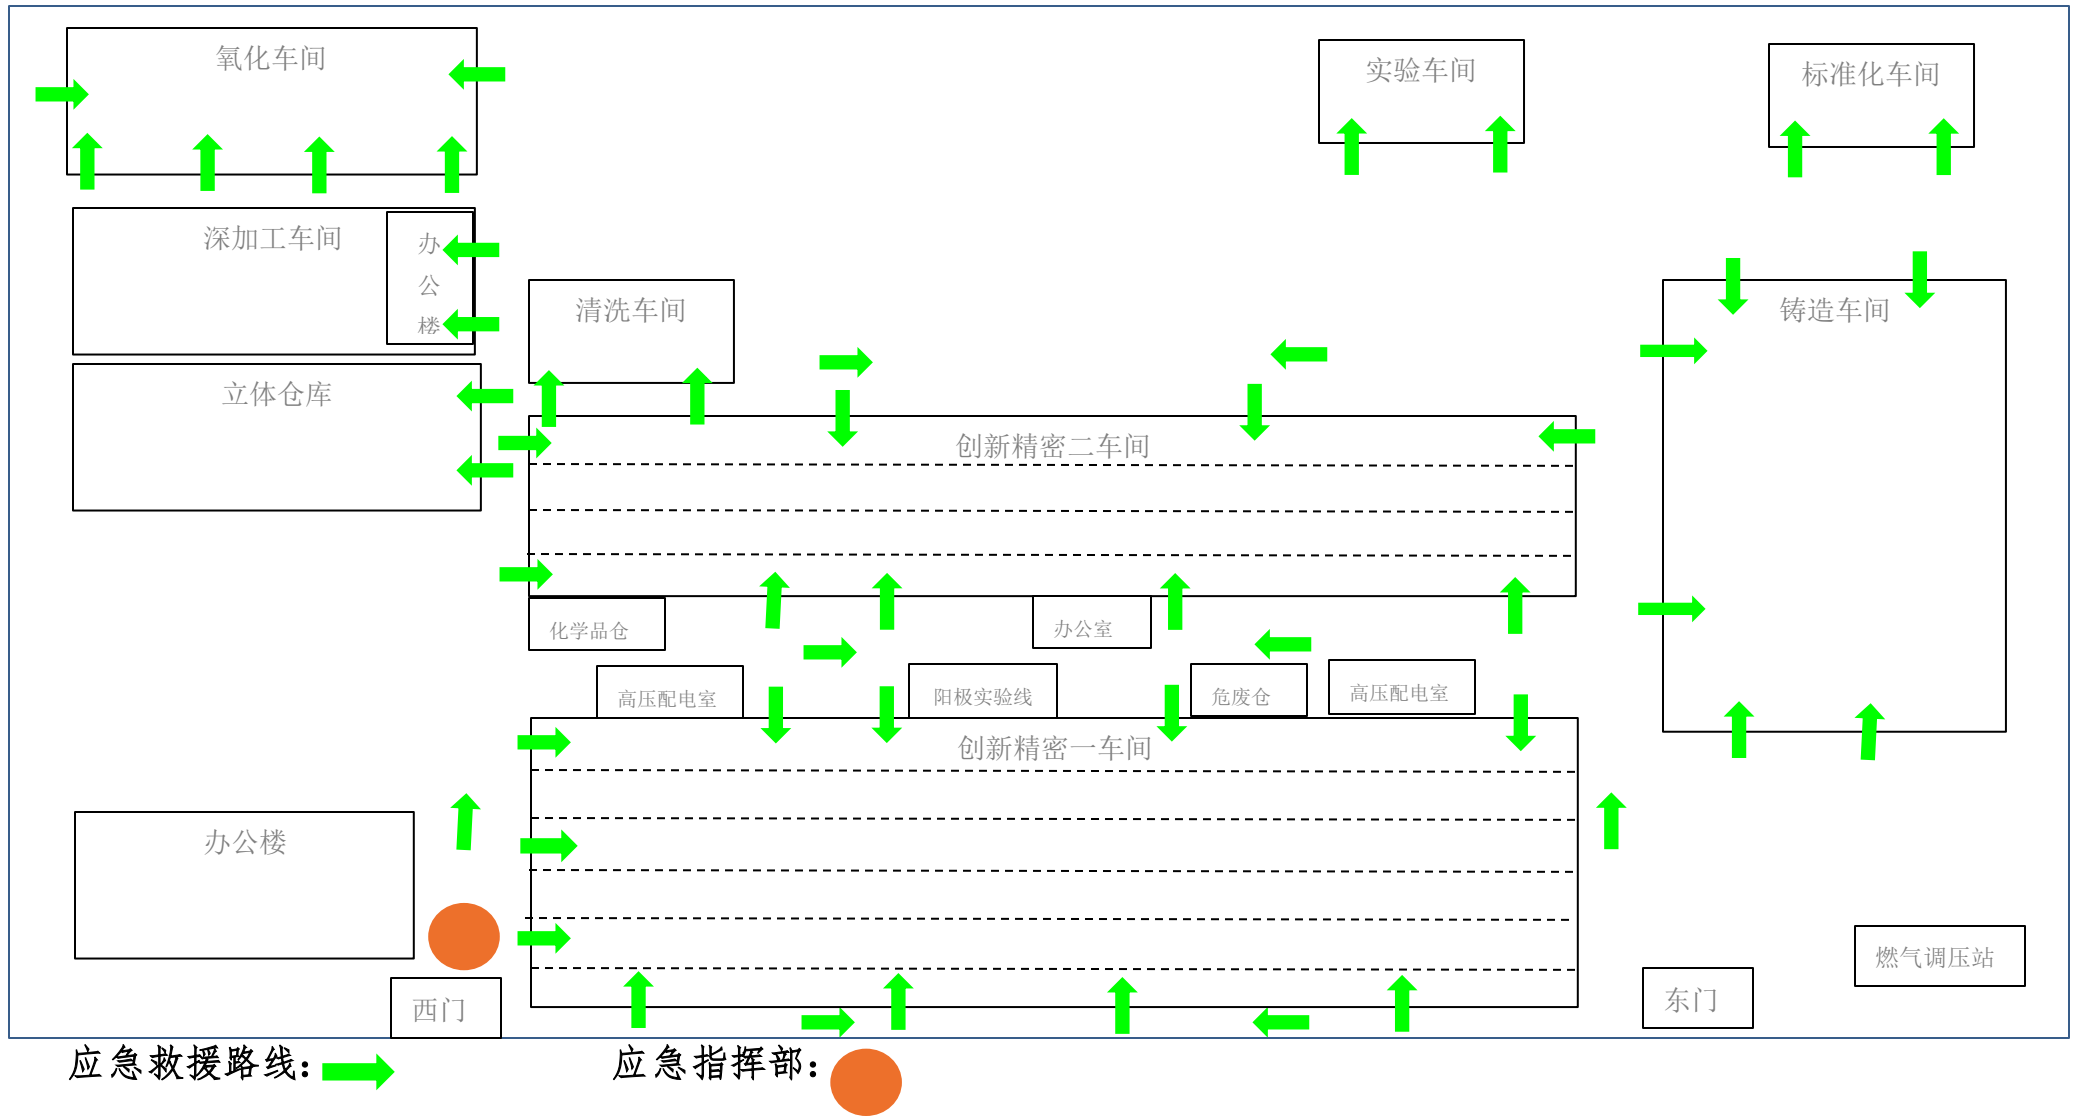 氧化车间
实验车间
标准化车间
深加工车间
办
公
楼
清洗车间
铸造车间
立体仓库
创新精密二车间
化学品仓
办公室
高压配电室
阳极实验线
危废仓
高压配电室
创新精密一车间
办公楼
燃气调压站
西门
东门
应急救援路线：
应急指挥部：